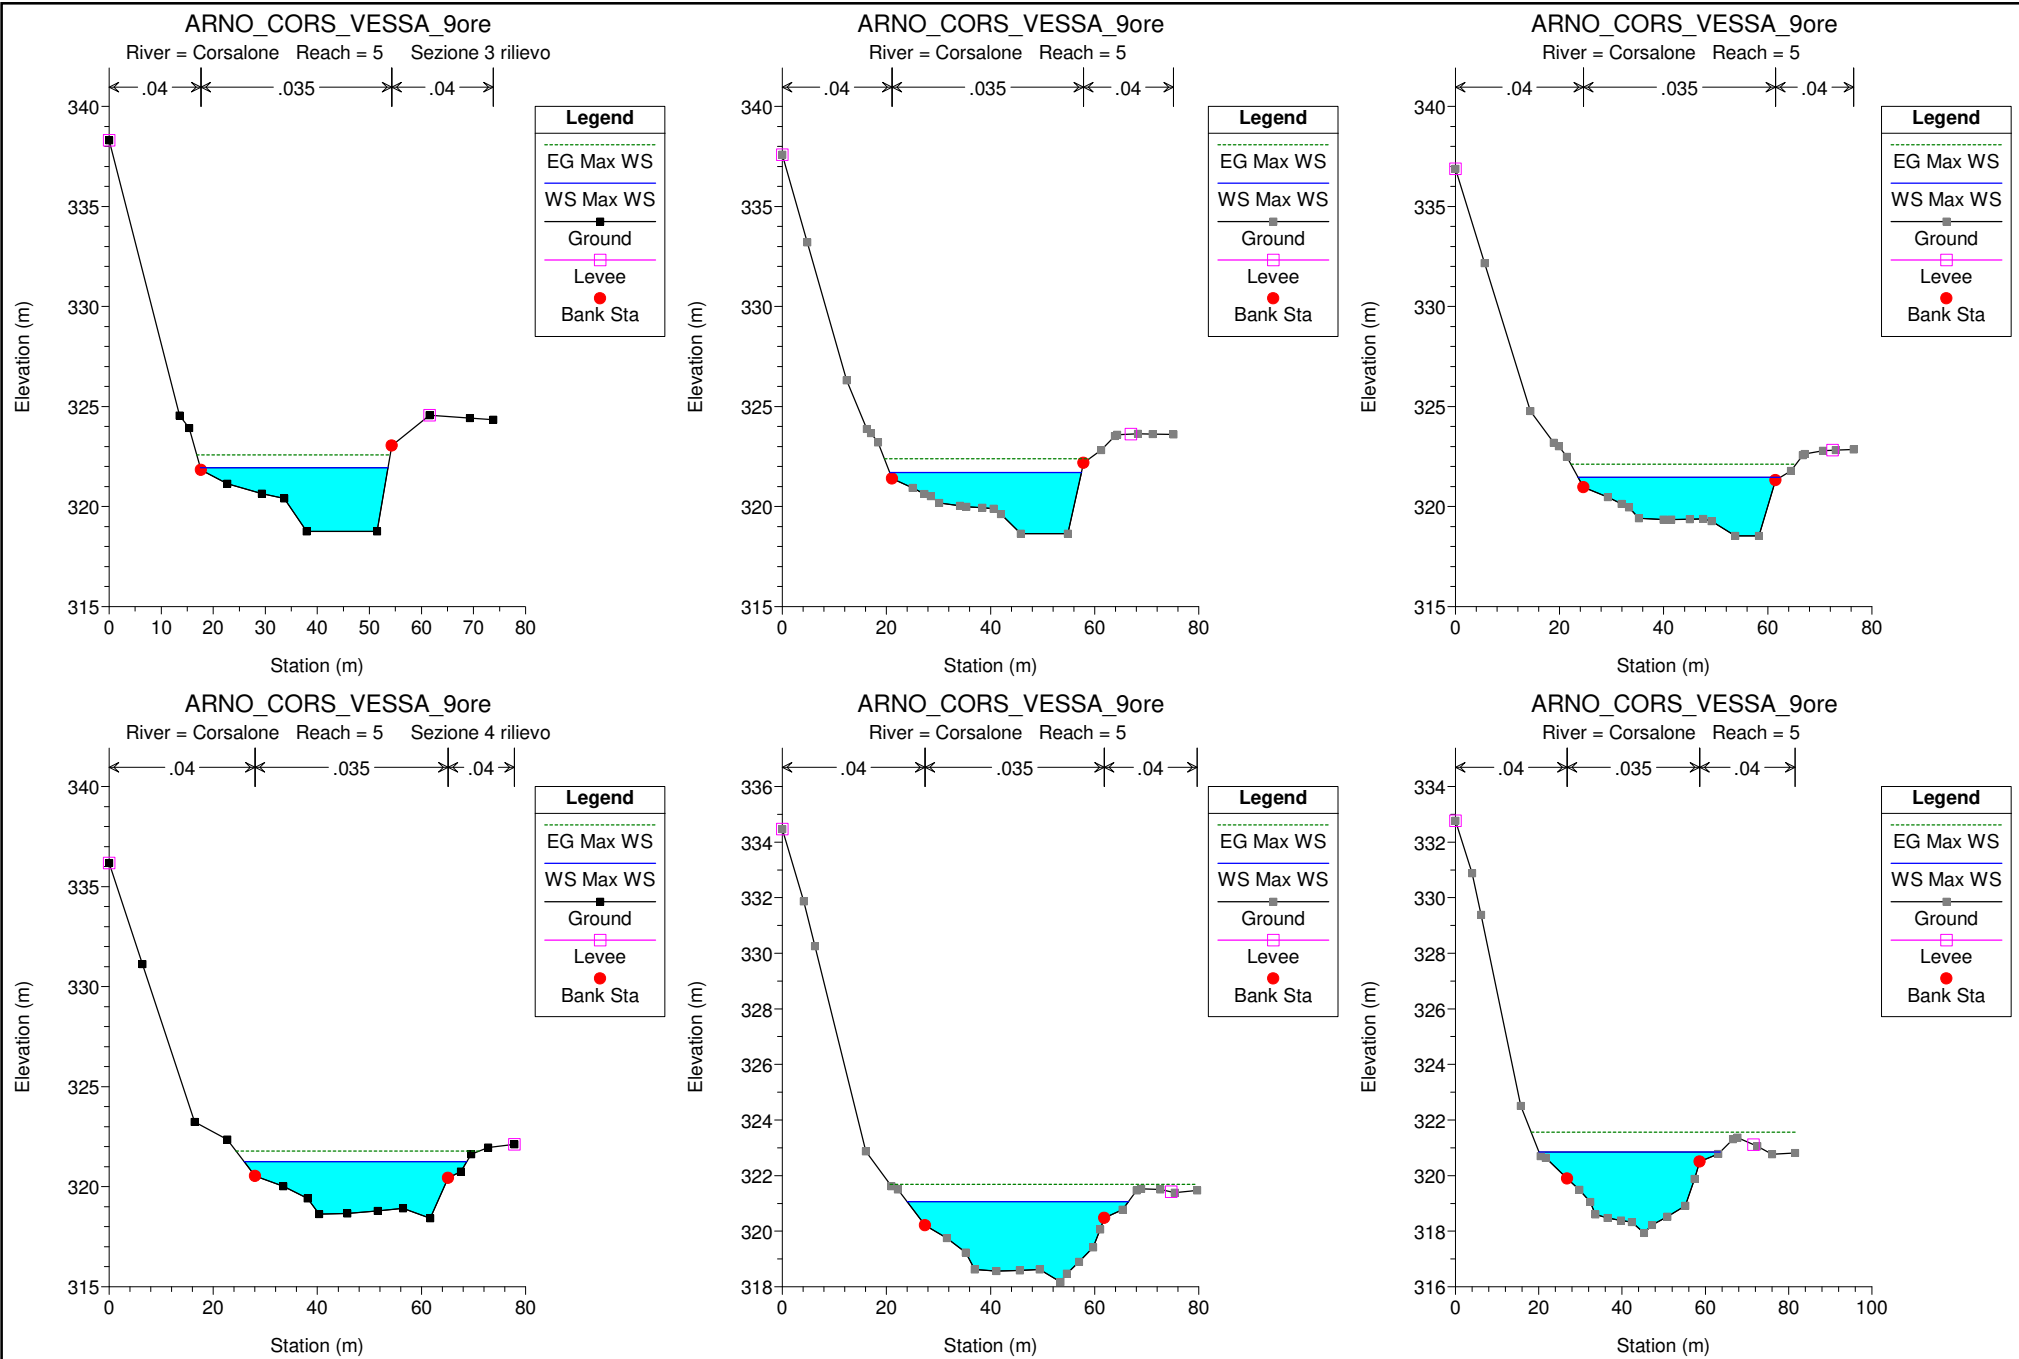 ARNO_CORS_VESSA_9ore
River = Corsalone Reach = 5 Sezione 3 rilievo
.04 .035 .04
340
335
330
325
320
315
0 10 20 30 40 50 60 70 80
Station (m)
Elevation (m)
Legend
EG Max WS
WS Max WS
Ground
Levee
Bank Sta
ARNO_CORS_VESSA_9ore
River = Corsalone Reach = 5
.04 .035 .04
340
335
330
325
320
315
0 20 40 60 80
Station (m)
Elevation (m)
Legend
EG Max WS
WS Max WS
Ground
Levee
Bank Sta
ARNO_CORS_VESSA_9ore
River = Corsalone Reach = 5
.04 .035 .04
340
335
330
325
320
315
0 20 40 60 80
Station (m)
Elevation (m)
Legend
EG Max WS
WS Max WS
Ground
Levee
Bank Sta
ARNO_CORS_VESSA_9ore
River = Corsalone Reach = 5 Sezione 4 rilievo
.04 .035 .04
340
335
330
325
320
315
0 20 40 60 80
Station (m)
Elevation (m)
Legend
EG Max WS
WS Max WS
Ground
Levee
Bank Sta
ARNO_CORS_VESSA_9ore
River = Corsalone Reach = 5
.04 .035 .04
336
334
332
330
328
326
324
322
320
318
0 20 40 60 80
Station (m)
Elevation (m)
Legend
EG Max WS
WS Max WS
Ground
Levee
Bank Sta
ARNO_CORS_VESSA_9ore
River = Corsalone Reach = 5
.04 .035 .04
334
332
330
328
326
324
322
320
318
316
0 20 40 60 80 100
Station (m)
Elevation (m)
Legend
EG Max WS
WS Max WS
Ground
Levee
Bank Sta